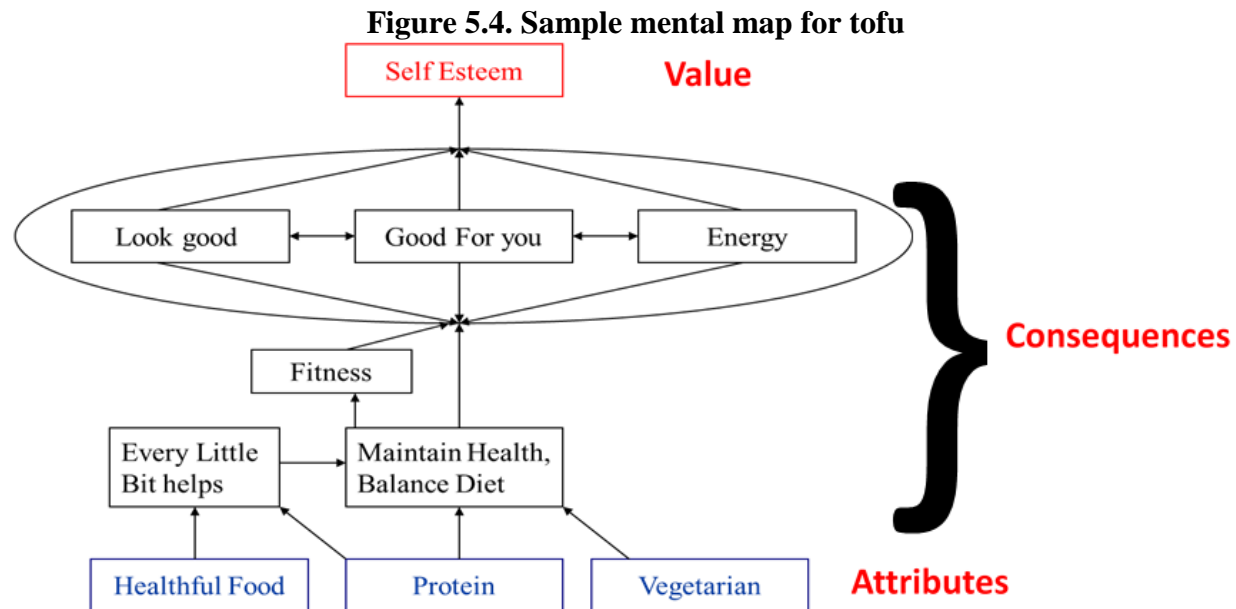 Figure 5.4. Sample mental map for tofu
Self Esteem
Value
Look good
Good For you
Energy
Consequences
Fitness
Every Little
Bit helps
Maintain Health,
Balance Diet
Healthful Food
Protein
Vegetarian
Attributes